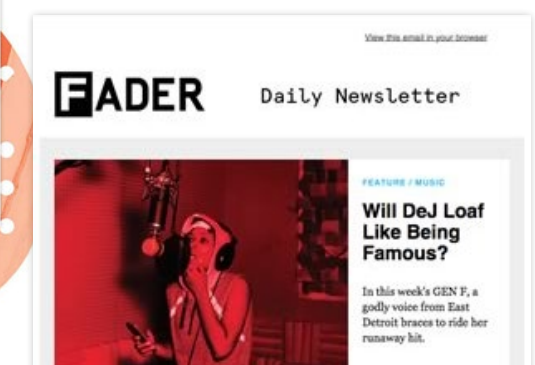 View this email in your browser
FADER
Daily Newsletter
FEATURE / MUSIC
Will DeJ Loaf
Like Being
Famous?
In this week's GEN F, a
godly voice from East
Detroit braces to ride her
runaway hit.